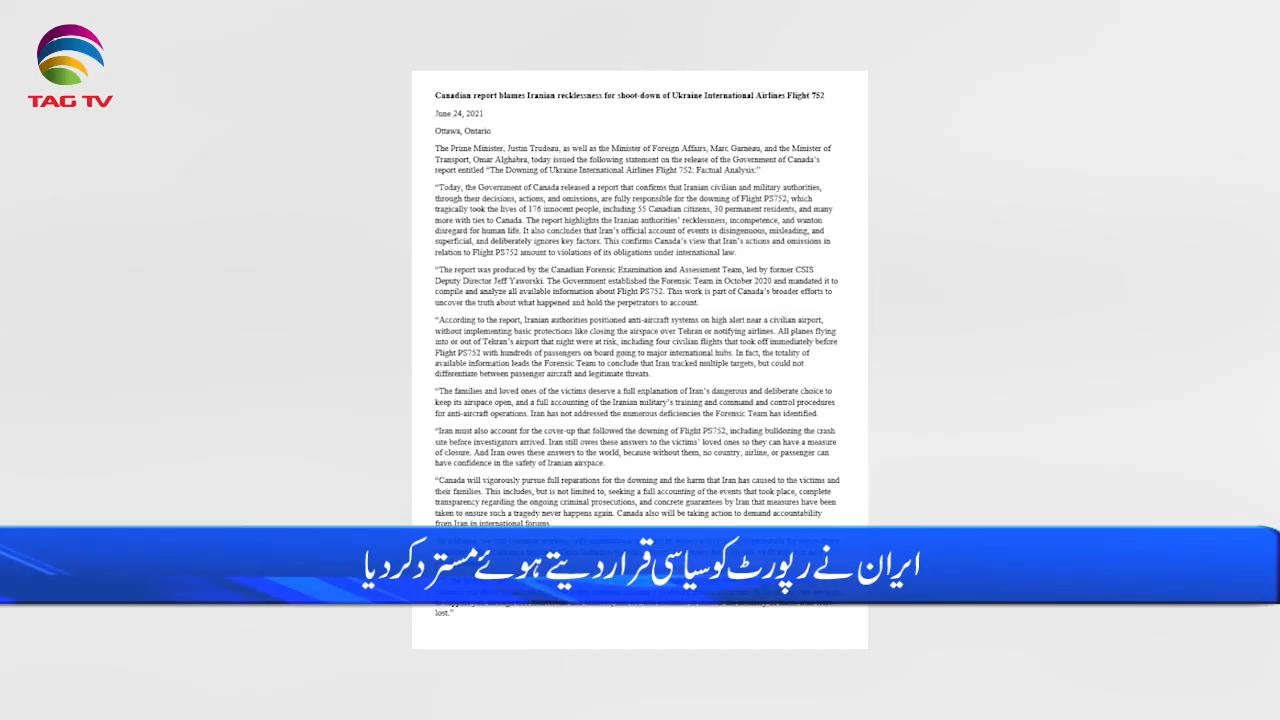 TAG TV
Canadian report blames Iranian recklessness for shoot-down of Ukraine International Airlines Flight 752
June 24, 2021
Ottawa, Ontario
The Prime Minister, Justin Trudeau, as well as the Minister of Foreign Affairs, Marc Garneau, and the Minister of
Transport, Omar Alghabra, today issued the following statement on the release of the Government of Canada's
report entitled “The Downing of Ukraine International Airlines Flight 752: Factual Analysis:”
“Today, the Government of Canada released a report that confirms that Iranian civilian and military authorities,
through their decisions, actions, and omissions, are fully responsible for the downing of Flight PS752, which
tragically took the lives of 176 innocent people, including 55 Canadian citizens, 30 permanent residents, and many
more with ties to Canada. The report highlights the Iranian authorities' recklessness, incompetence, and wanton
disregard for human life. It also concludes that Iran's official account of events is disingenuous, misleading, and
superficial, and deliberately ignores key factors. This confirms Canada's view that Iran's actions and omissions in
relation to Flight PS752 amount to violations of its obligations under international law.
“The report was produced by the Canadian Forensic Examination and Assessment Team, led by former CSIS
Deputy Director Jeff Yaworski. The Government established the Forensic Team in October 2020 and mandated it to
compile and analyze all available information about Flight PS752. This work is part of Canada's broader efforts to
uncover the truth about what happened and hold the perpetrators to account.
“According to the report, Iranian authorities positioned anti-aircraft systems on high alert near a civilian airport,
without implementing basic protections like closing the airspace over Tehran or notifying airlines. All planes flying
into or out of Tehran's airport that night were at risk, including four civilian flights that took off immediately before
Flight PS752 with hundreds of passengers on board going to major international hubs. In fact, the totality of
available information leads the Forensic Team to conclude that Iran tracked multiple targets, but could not
differentiate between passenger aircraft and legitimate threats.
“The families and loved ones of the victims deserve a full explanation of Iran's dangerous and deliberate choice to
keep its airspace open, and a full accounting of the Iranian military's training and command and control procedures
for anti-aircraft operations. Iran has not addressed the numerous deficiencies the Forensic Team has identified.
“Iran must also account for the cover-up that followed the downing of Flight PS752, including bulldozing the crash
site before investigators arrived. Iran still owes these answers to the victims' loved ones so they can have a measure
of closure. And Iran owes these answers to the world, because without them, no country, airline, or passenger can
have confidence in the safety of Iranian airspace.
“Canada will vigorously pursue full reparations for the downing and the harm that Iran has caused to the victims and
their families. This includes, but is not limited to, seeking a full accounting of the events that took place, complete
transparency regarding the ongoing criminal prosecutions, and concrete guarantees by Iran that measures have been
taken to ensure such a tragedy never happens again. Canada also will be taking action to demand accountability
from Iran in international forums.
ایران نے رپورٹ کو سیاسی قرار دیتے ہوئے مسترد کر دیا
lost.”